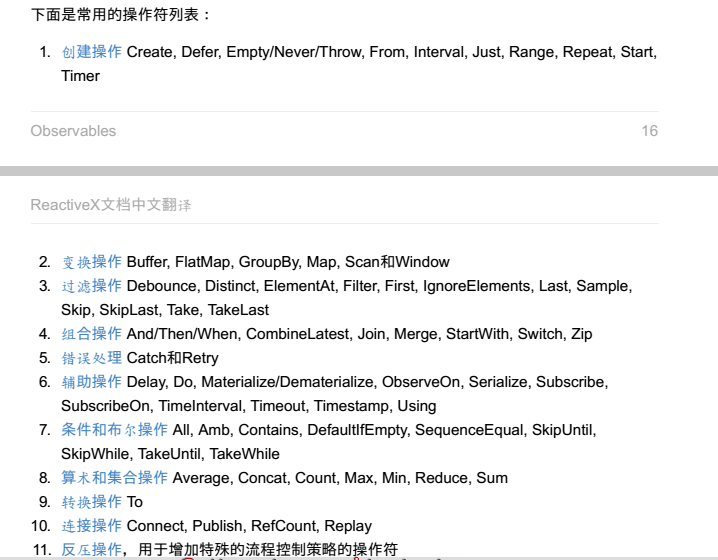 下面是常用的操作符列表：
1. 创建操作 Create, Defer, Empty/Never/Throw, From, Interval, Just, Range, Repeat, Start,
Timer
Observables 16
ReactiveX文档中文翻译
2. 变换操作 Buffer, FlatMap, GroupBy, Map, Scan和Window
3. 过滤操作 Debounce, Distinct, ElementAt, Filter, First, IgnoreElements, Last, Sample,
Skip, SkipLast, Take, TakeLast
4. 组合操作 And/Then/When, CombineLatest, Join, Merge, StartWith, Switch, Zip
5. 错误处理 Catch和Retry
6. 辅助操作 Delay, Do, Materialize/Dematerialize, ObserveOn, Serialize, Subscribe,
SubscribeOn, TimeInterval, Timeout, Timestamp, Using
7. 条件和布尔操作 All, Amb, Contains, DefaultIfEmpty, SequenceEqual, SkipUntil,
SkipWhile, TakeUntil, TakeWhile
8. 算术和集合操作 Average, Concat, Count, Max, Min, Reduce, Sum
9. 转换操作 To
10. 连接操作 Connect, Publish, RefCount, Replay
11. 反压操作，用于增加特殊的流程控制策略的操作符